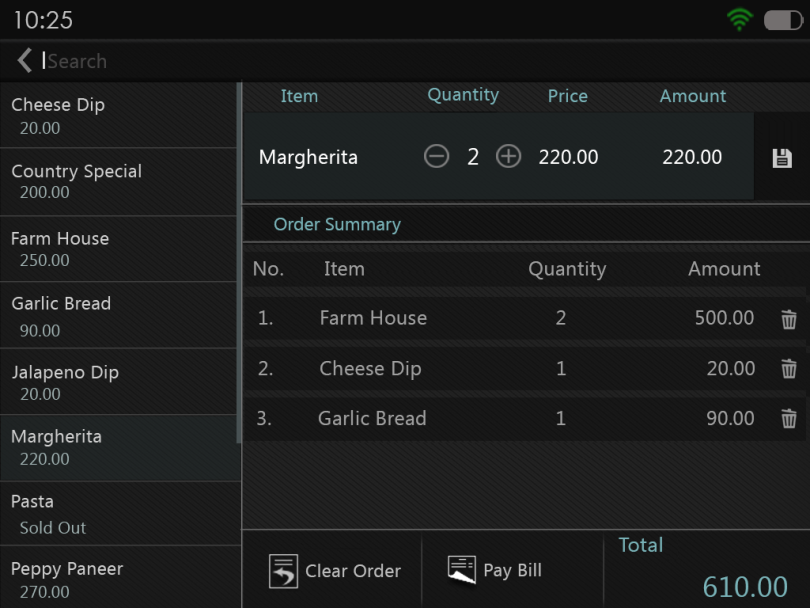 10:25
Search
Cheese Dip
20.00
Country Special
200.00
Farm House
250.00
Garlic Bread
90.00
Jalapeno Dip
20.00
Margherita
220.00
Pasta
Sold Out
Peppy Paneer
270.00
Item Quantity Price Amount
Margherita 2 220.00 220.00
Order Summary
No. Item Quantity Amount
1. Farm House 2 500.00
2. Cheese Dip 1 20.00
3. Garlic Bread 1 90.00
Clear Order
Pay Bill
Total
610.00